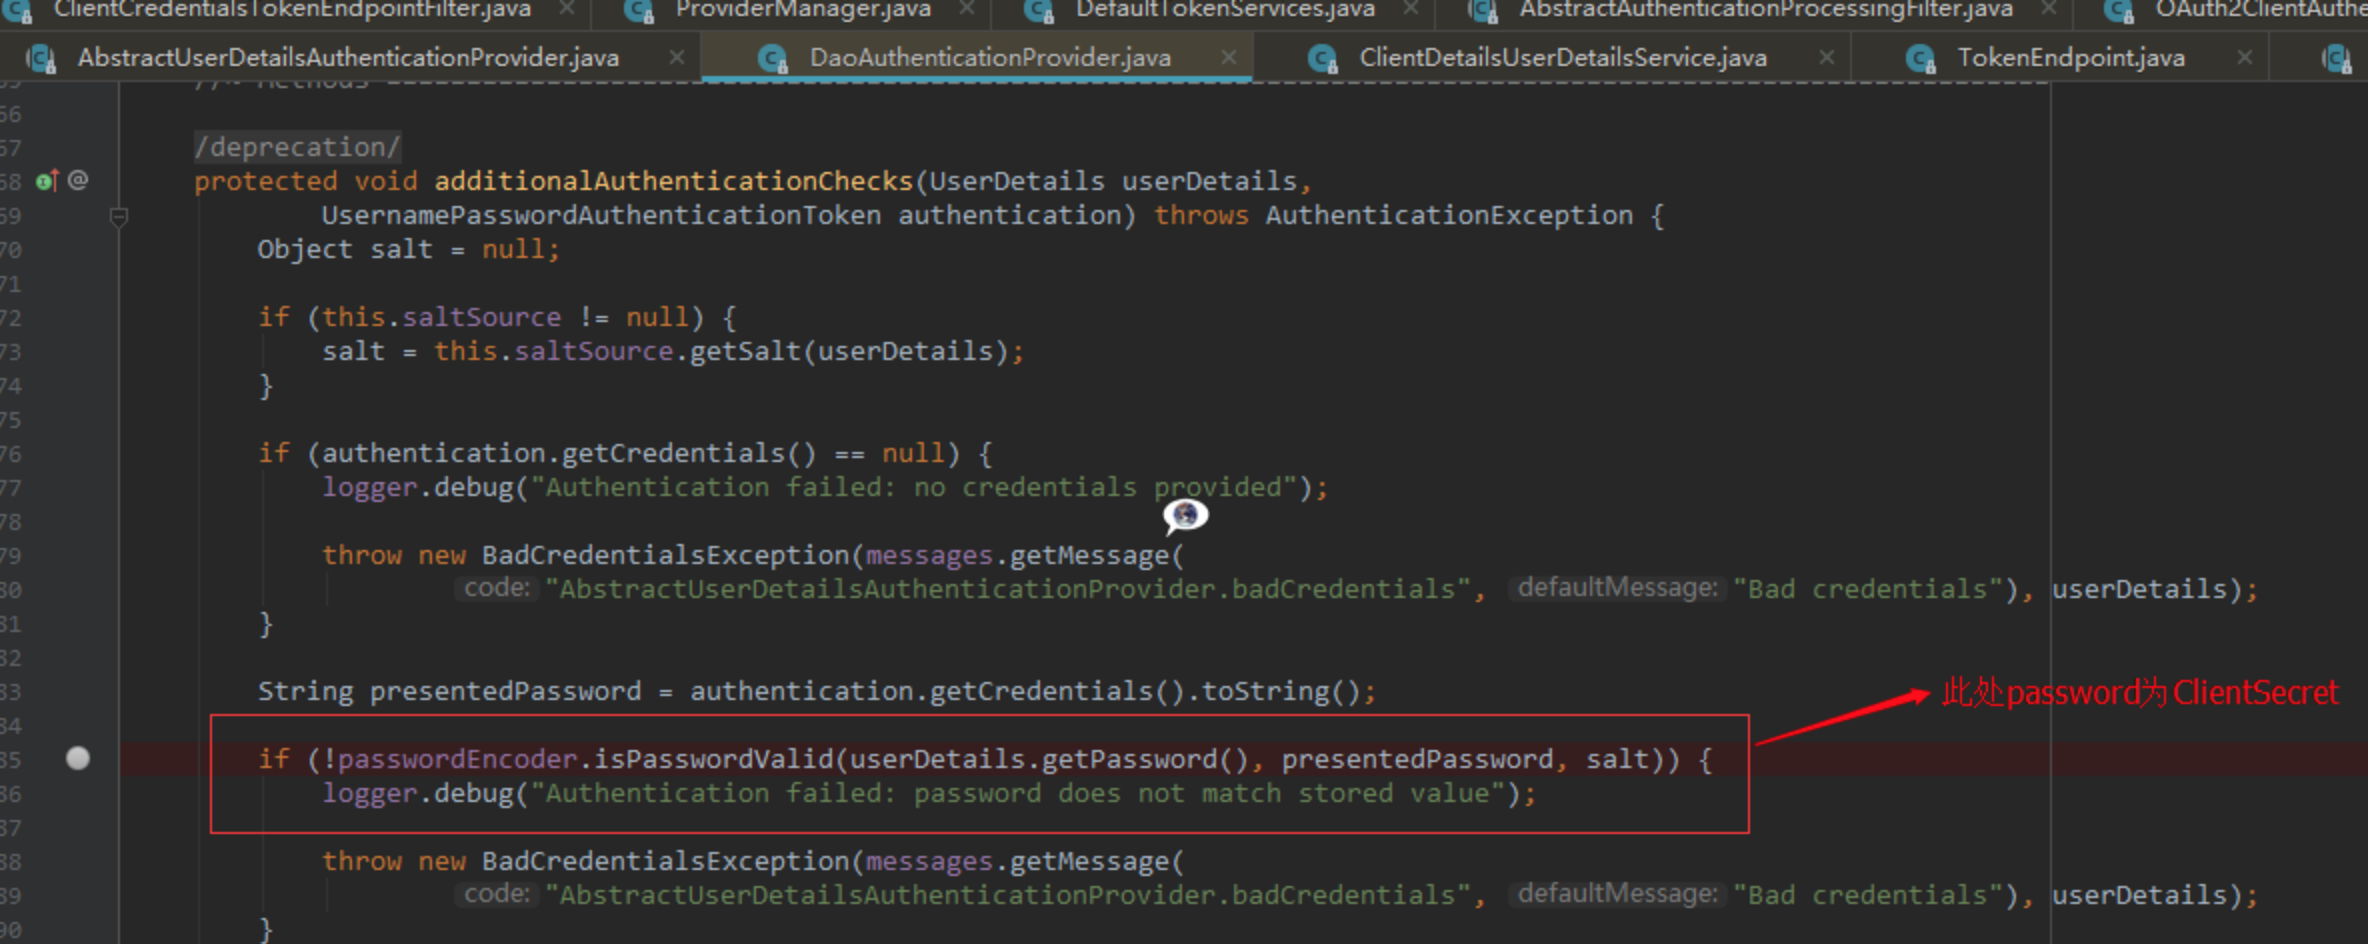 ClientCredentialsTokenEndpointFilter.java ProviderManager.java DefaultTokenServices.java AbstractAuthenticationProcessingFilter.java OAuth2ClientAuthe
AbstractUserDetailsAuthenticationProvider.java DaoAuthenticationProvider.java ClientDetailsUserDetailsService.java TokenEndpoint.java
66
67 /deprecation/
68 protected void additionalAuthenticationChecks(UserDetails userDetails,
69 UsernamePasswordAuthenticationToken authentication) throws AuthenticationException {
70 Object salt = null;
71
72 if (this.saltSource != null) {
73 salt = this.saltSource.getSalt(userDetails);
74 }
75
76 if (authentication.getCredentials() == null) {
77 logger.debug("Authentication failed: no credentials provided");
78
79 throw new BadCredentialsException(messages.getMessage(
80 code: "AbstractUserDetailsAuthenticationProvider.badCredentials", defaultMessage: "Bad credentials"), userDetails);
81 }
82
83 String presentedPassword = authentication.getCredentials().toString();
此处password为ClientSecret
84
85 if (!passwordEncoder.isPasswordValid(userDetails.getPassword(), presentedPassword, salt)) {
86 logger.debug("Authentication failed: password does not match stored value");
87
88 throw new BadCredentialsException(messages.getMessage(
89 code: "AbstractUserDetailsAuthenticationProvider.badCredentials", defaultMessage: "Bad credentials"), userDetails);
90 }